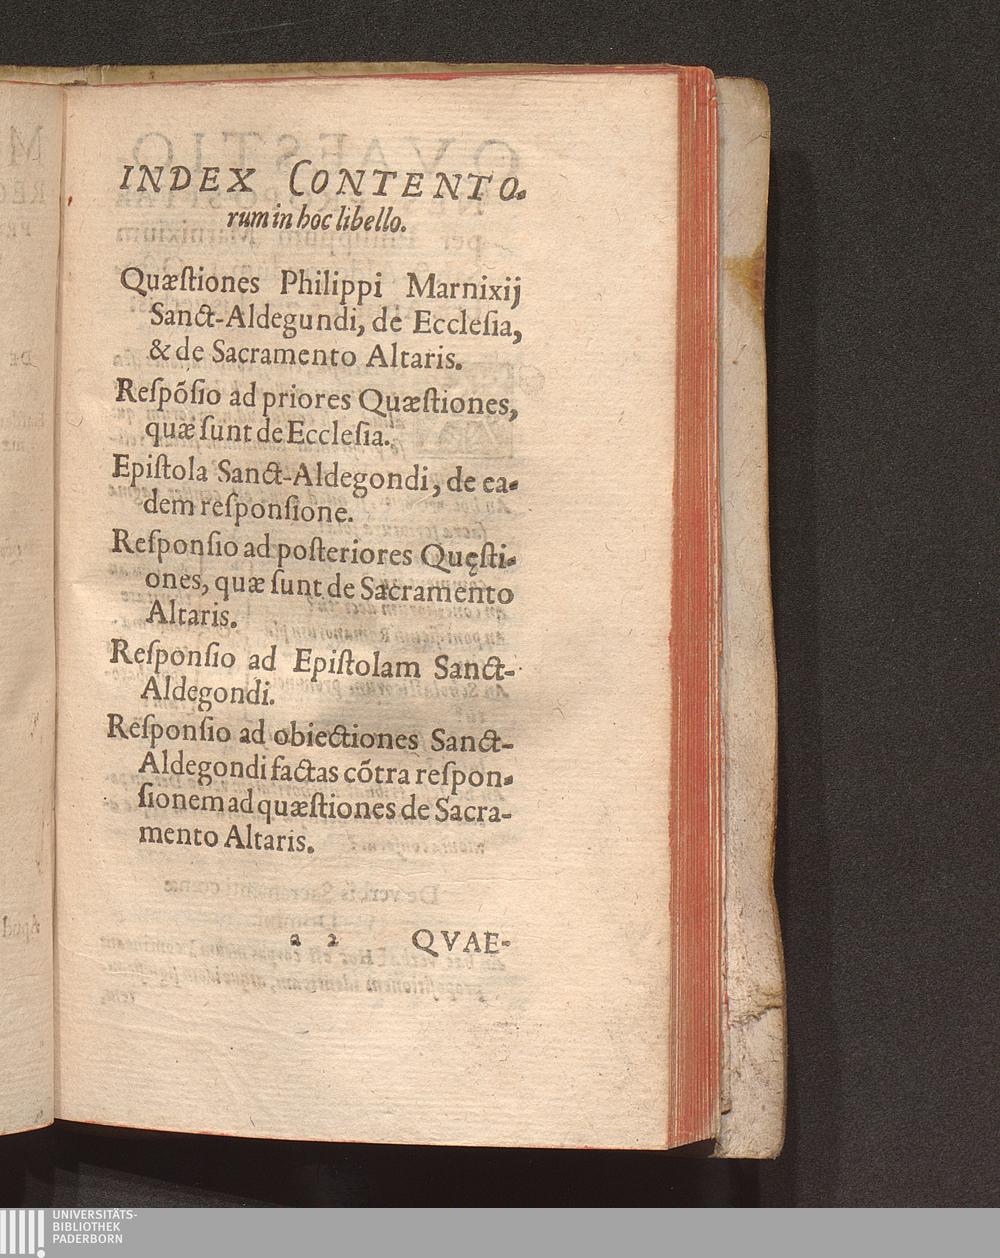 INDEX CONTENTO-
rum in hoc libello.
Quæſtiones Philippi Marnixij
Sanct-Aldegundi, de Eccleſia,
& de Sacramento Altaris.
Reſpõſio ad priores Quæſtiones,
quæ ſunt de Eccleſia.
Epiſtola Sanct-Aldegondi, de ea-
dem reſponſione.
Reſponſio ad poſteriores Quęſti-
ones, quæ ſunt de Sacramento
Altaris.
Reſponſio ad Epiſtolam Sanct-
Aldegondi.
Reſponſio ad obiectiones Sanct-
Aldegondi factas cõtra reſpon-
ſionem ad quæſtiones de Sacra-
mento Altaris.
a 2 QVAE-
UNIVERSITÄTS-
BIBLIOTHEK
PADERBORN